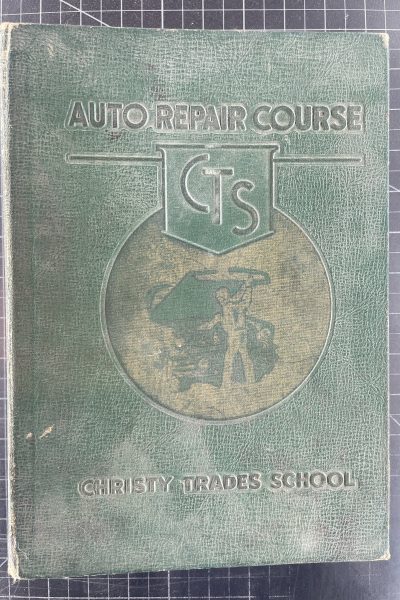 AUTO REPAIR COURSE
CTS
CHRISTY TRADES SCHOOL